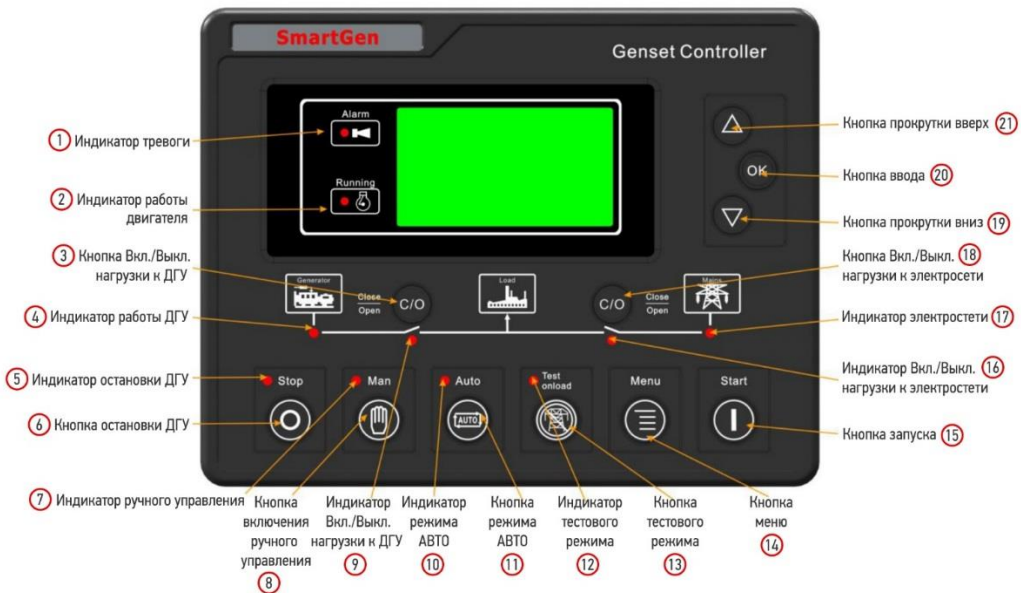 SmartGen
Genset Controller
Alarm
Running
1 Индикатор тревоги
2 Индикатор работы
двигателя
3 Кнопка Вкл./Выкл.
нагрузки к ДГУ
4 Индикатор работы ДГУ
5 Индикатор остановки ДГУ
6 Кнопка остановки ДГУ
7 Индикатор ручного управления
Generator
Close
Open
C/O
Load
C/O
Close
Open
Mains
OK
Кнопка прокрутки вверх 21
Кнопка ввода 20
Кнопка прокрутки вниз 19
Кнопка Вкл./Выкл. 18
нагрузки к электросети
Индикатор электростети 17
Индикатор Вкл./Выкл. 16
нагрузки к электростети
Кнопка запуска 15
Stop
Man
Auto
AUTO
Test
onload
Menu
Start
Кнопка
включения
ручного
управления
8
Индикатор
Вкл./Выкл.
нагрузки к ДГУ
9
Индикатор
режима
АВТО
10
Кнопка
режима
АВТО
11
Индикатор
тестового
режима
12
Кнопка
тестового
режима
13
Кнопка
меню
14